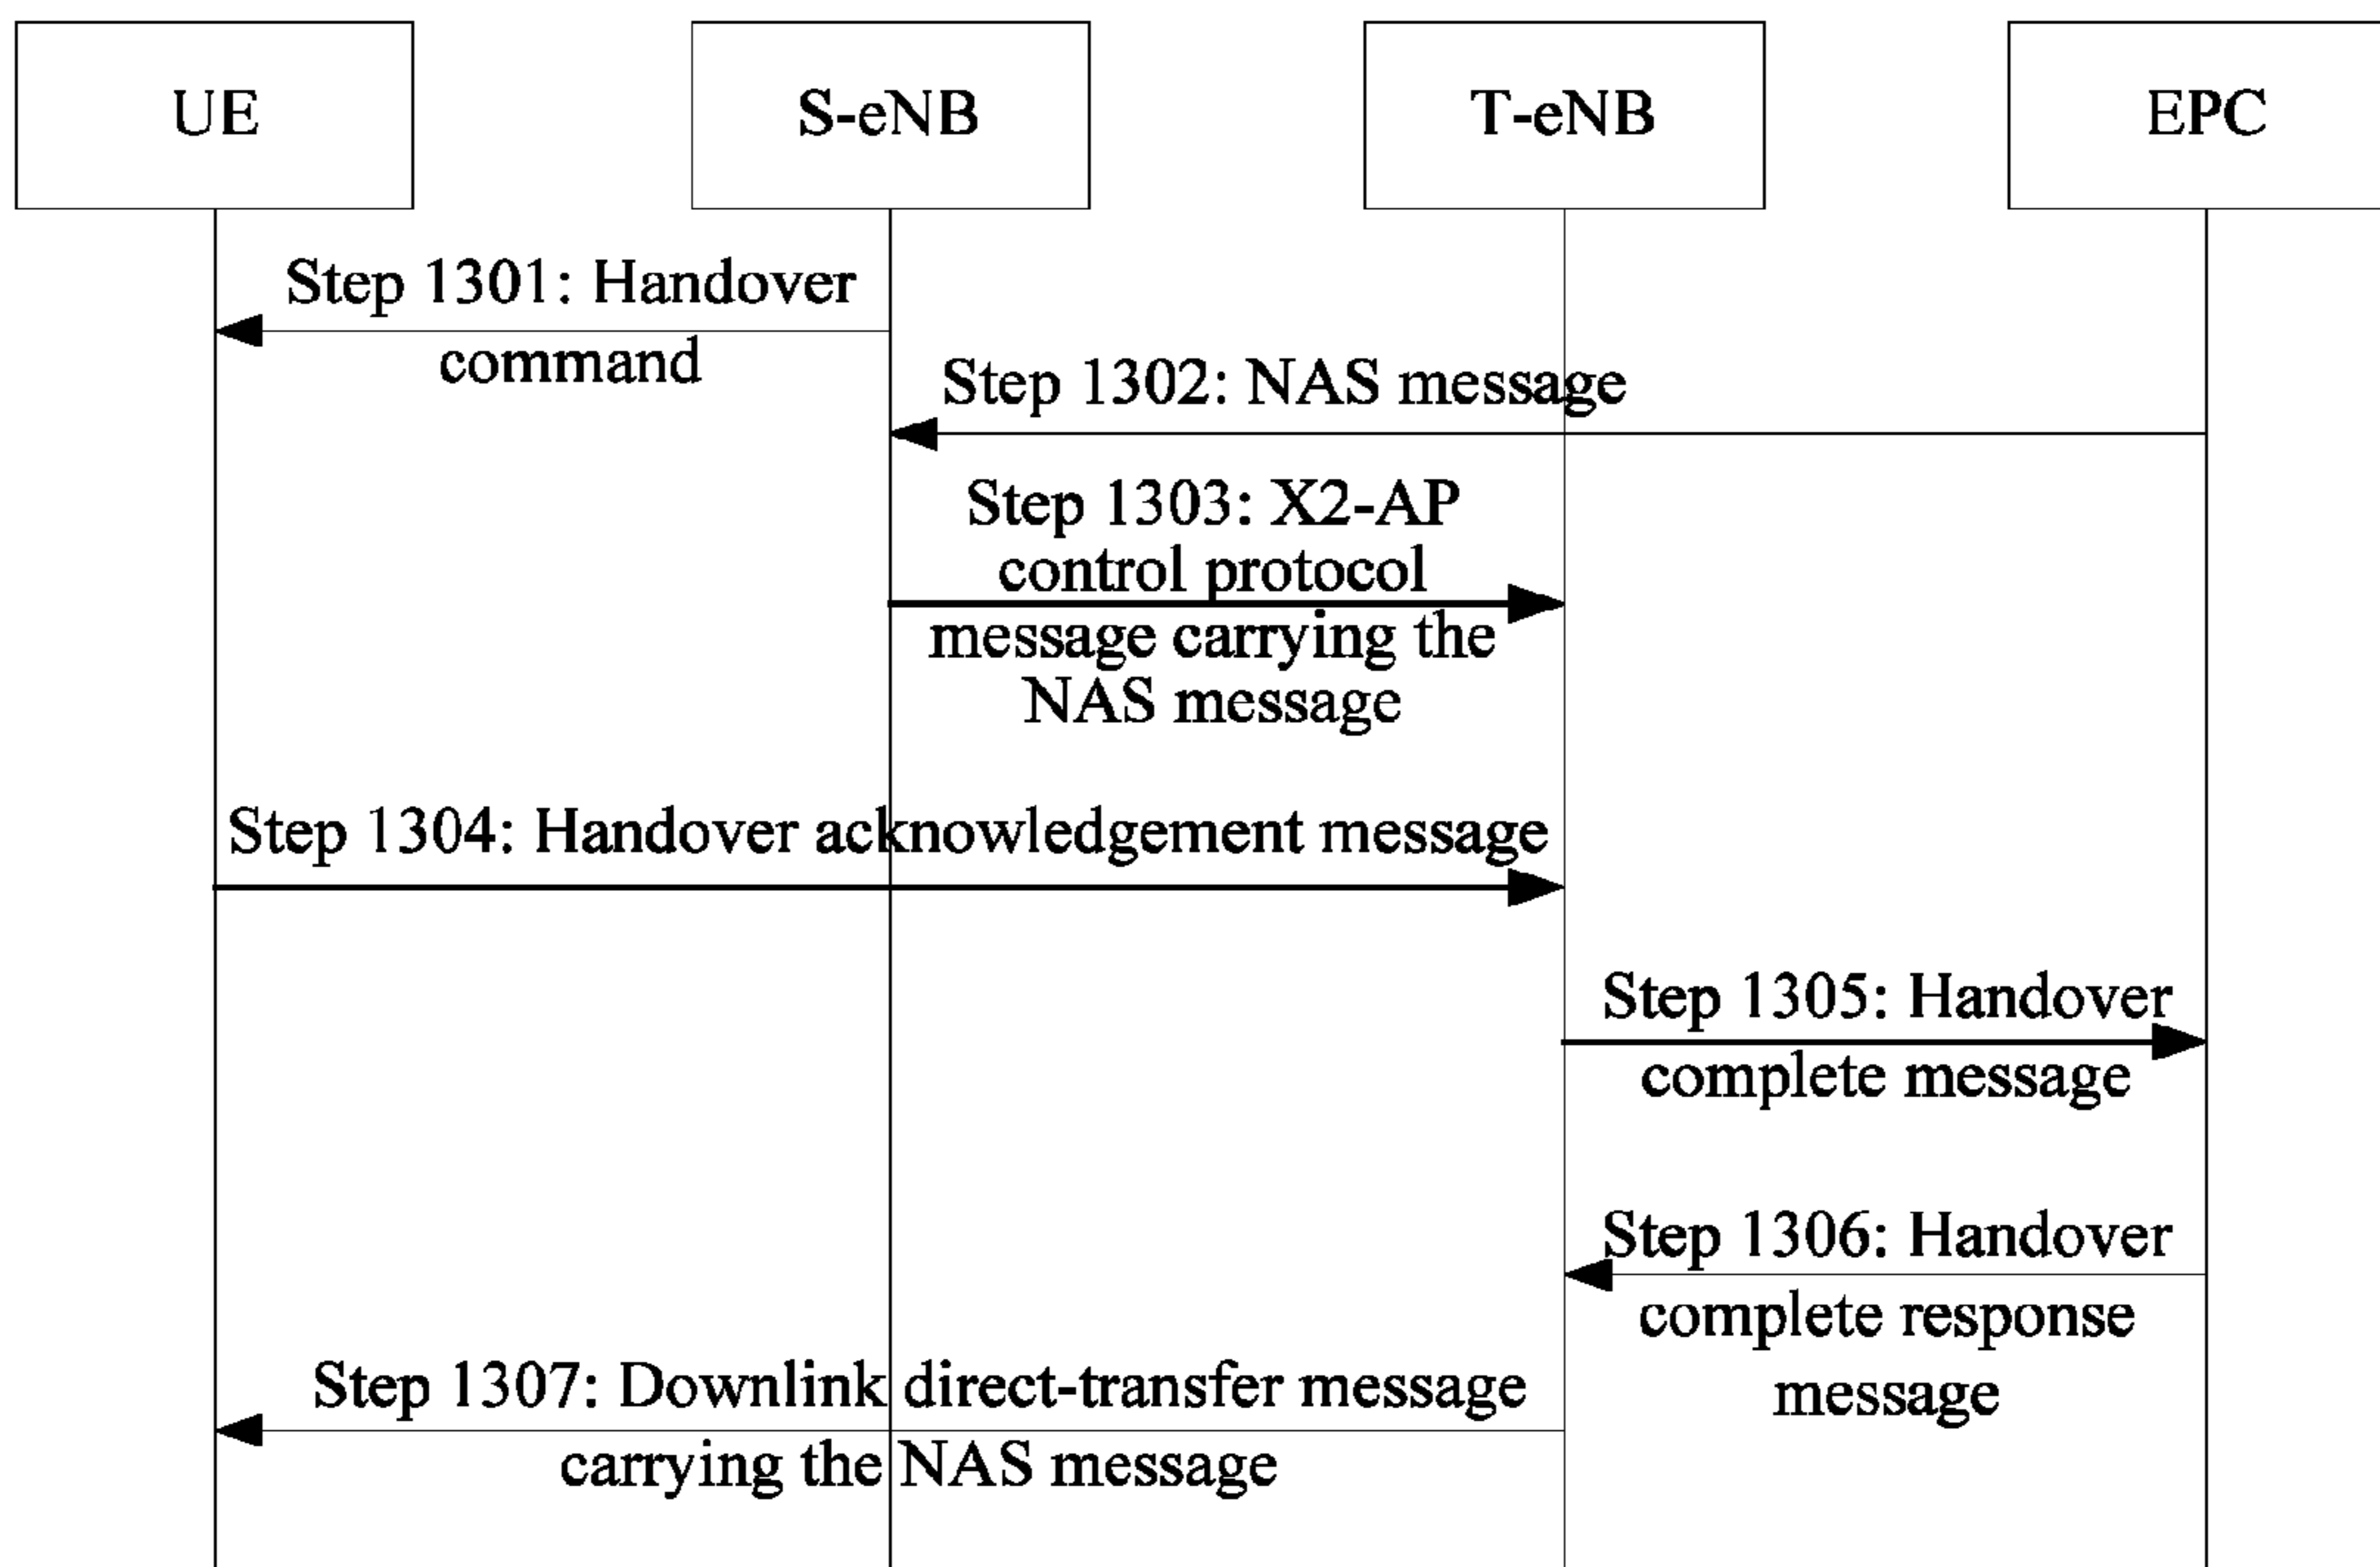 UE
S-eNB
T-eNB
EPC
Step 1301: Handover
command
Step 1302: NAS message
Step 1303: X2-AP
control protocol
message carrying the
NAS message
Step 1304: Handover acknowledgement message
Step 1305: Handover
complete message
Step 1306: Handover
complete response
message
Step 1307: Downlink direct-transfer message
carrying the NAS message